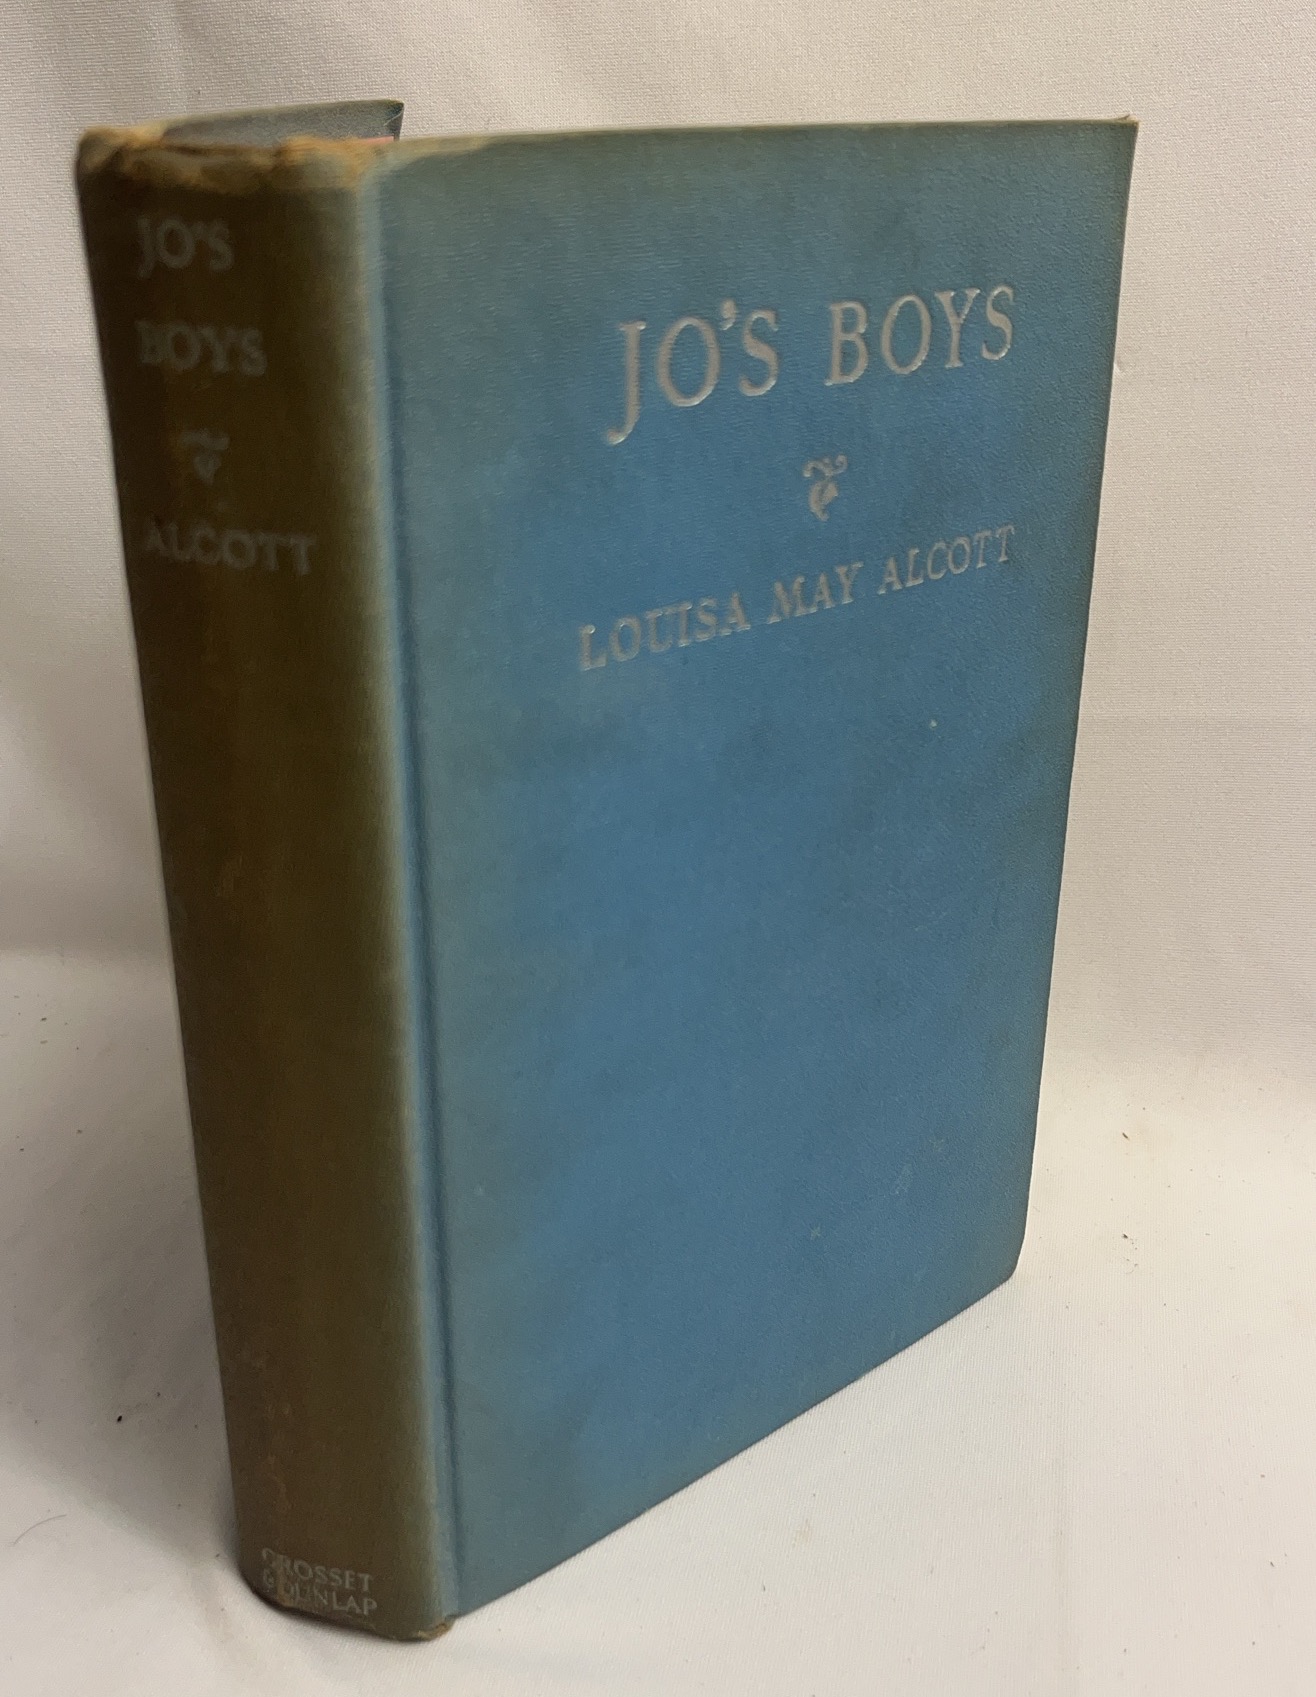 JO'S
BOYS
ALCOTT
GROSSET
& DUNLAP
JO'S BOYS
LOUISA MAY ALCOTT